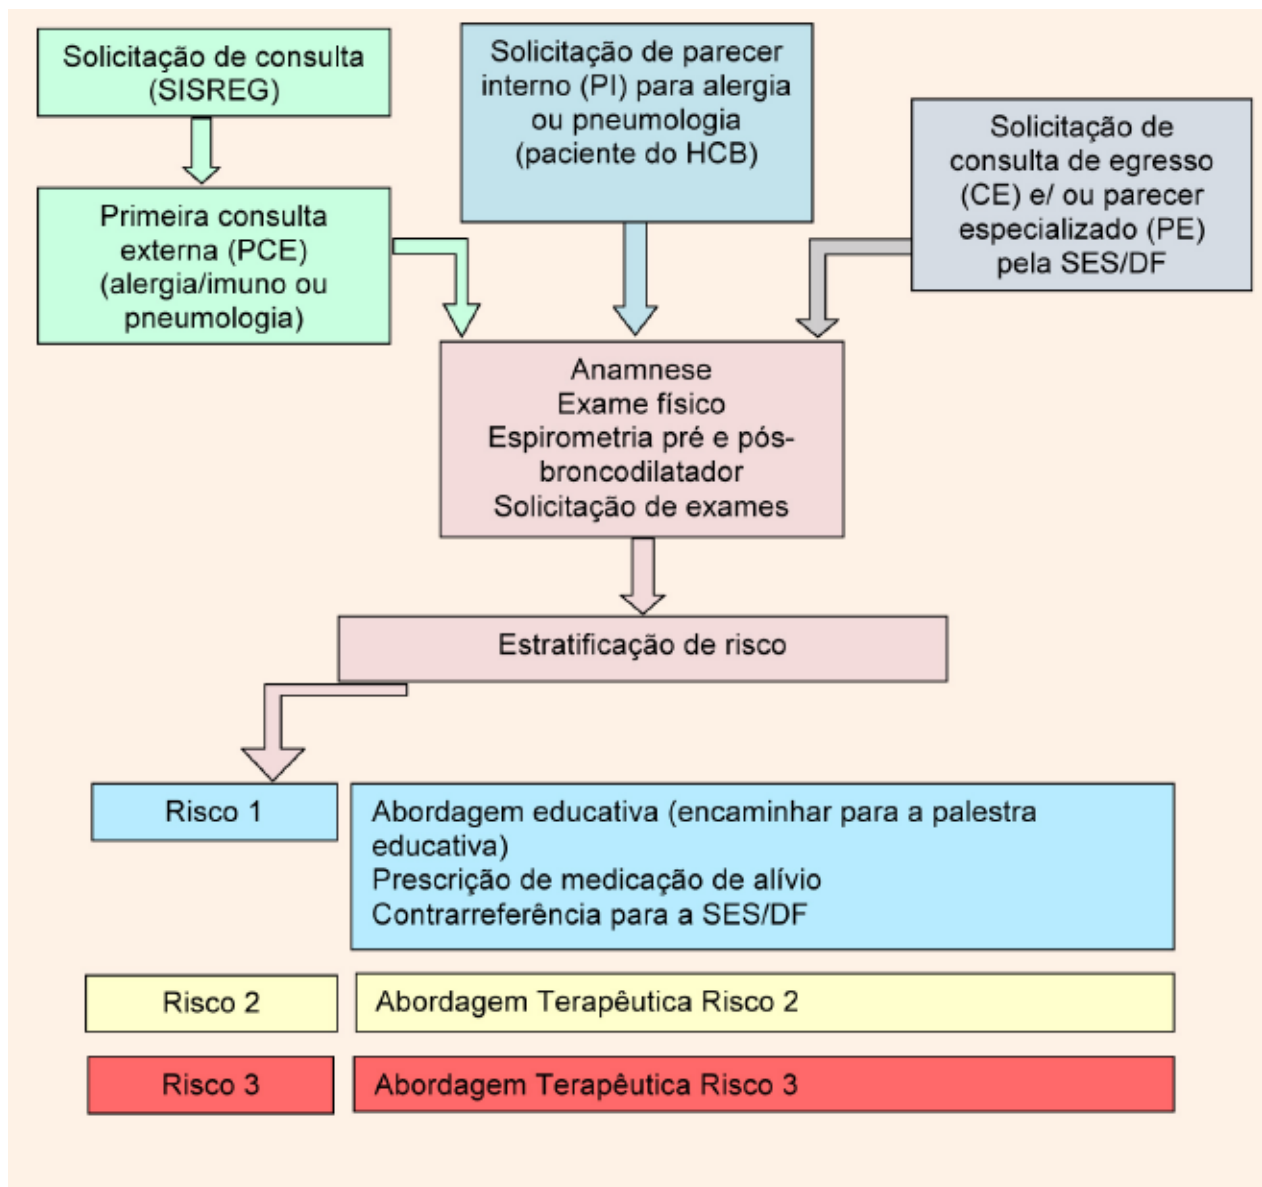 Solicitação de consulta
(SISREG)
Solicitação de parecer
interno (PI) para alergia
ou pneumologia
(paciente do HCB)
Solicitação de
consulta de egresso
(CE) e/ ou parecer
especializado (PE)
pela SES/DF
Primeira consulta
externa (PCE)
(alergia/imuno ou
pneumologia)
Anamnese
Exame físico
Espirometria pré e pós-
broncodilatador
Solicitação de exames
Estratificação de risco
Risco 1
Abordagem educativa (encaminhar para a palestra
educativa)
Prescrição de medicação de alívio
Contrarreferência para a SES/DF
Risco 2
Abordagem Terapêutica Risco 2
Risco 3
Abordagem Terapêutica Risco 3